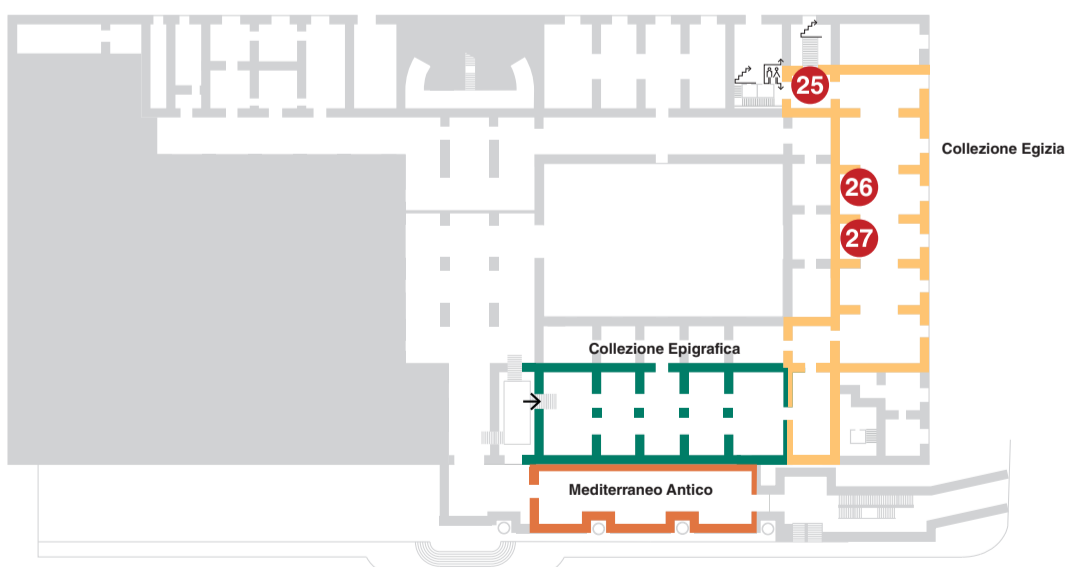 25
Collezione Egizia
26
27
Collezione Epigrafica
Mediterraneo Antico